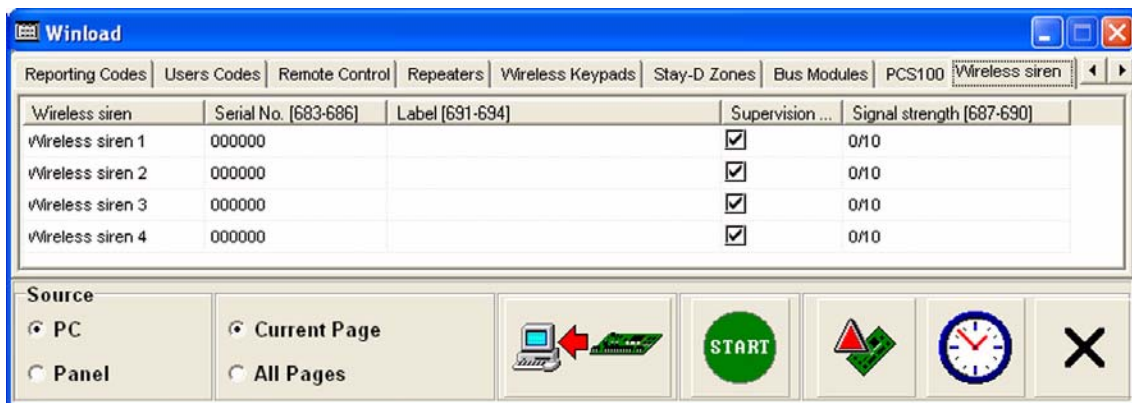 Winload
Reporting Codes Users Codes Remote Control Repeaters Wireless Keypads Stay-D Zones Bus Modules PCS100 Wireless siren
Wireless siren Serial No. [683-686] Label [691-694] Supervision ... Signal strength [687-690]
Wireless siren 1 000000 0/10
Wireless siren 2 000000 0/10
Wireless siren 3 000000 0/10
Wireless siren 4 000000 0/10
Source
PC Current Page
START
Panel All Pages